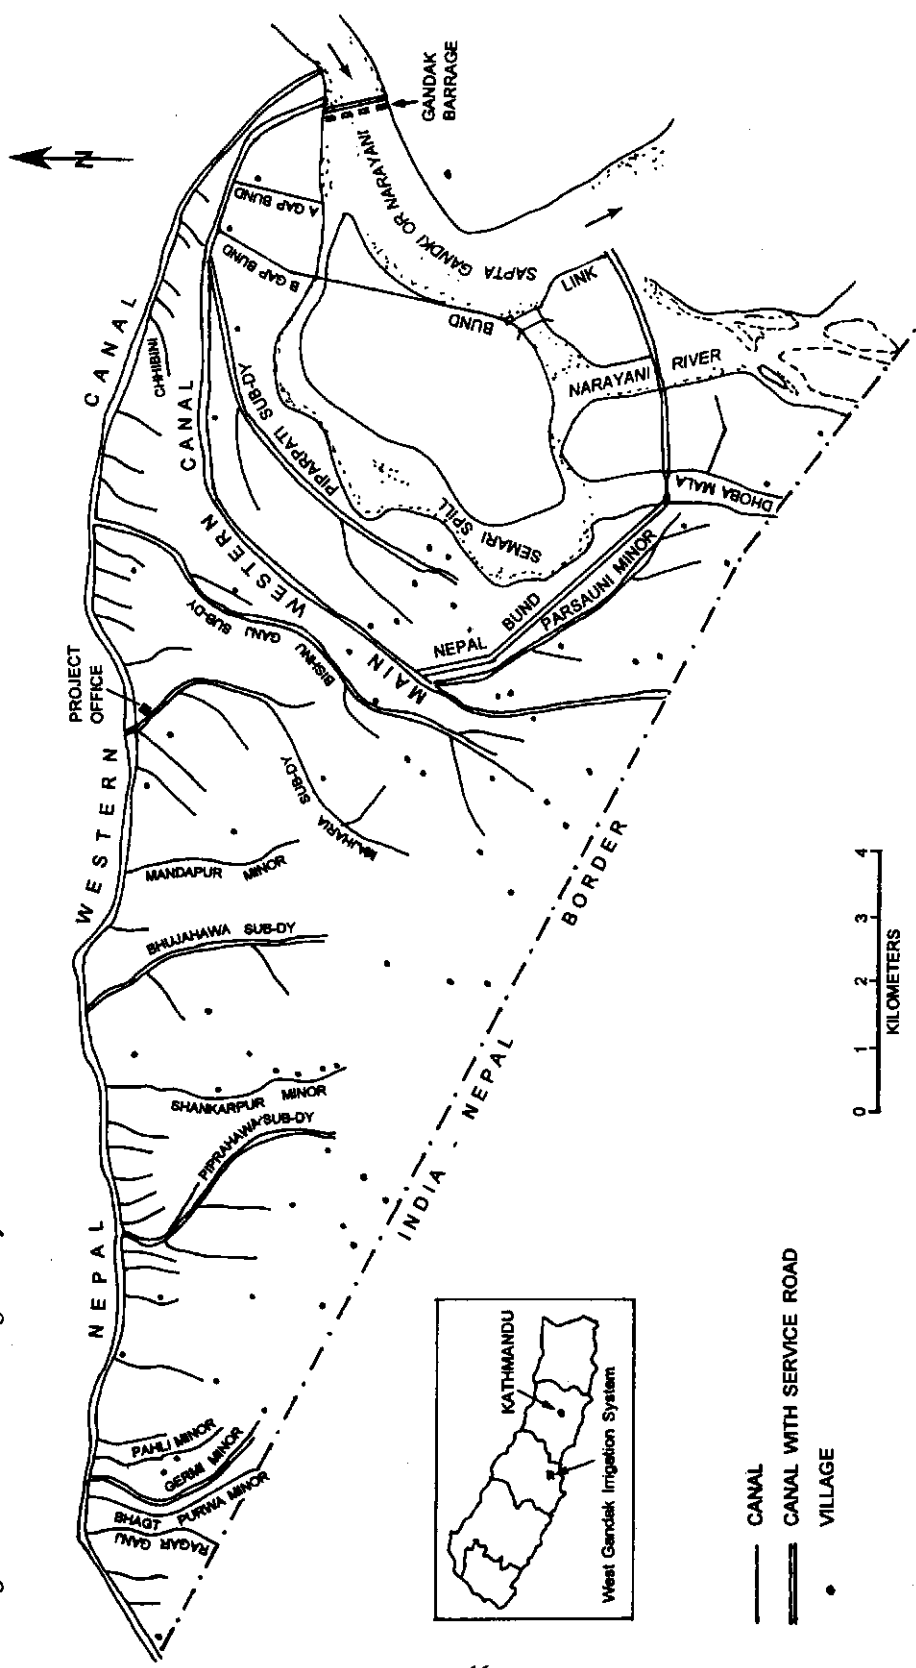 N
GANDAK
BARRAGE
SAPTA GANDKI OR NARAYANI
A GAP BUND
B GAP BUND
BUND
LINK
NARAYANI RIVER
DHOBA MALA
SEMARI SPILL
PIPARPATI SUB-DY
CHHIBINI
NEPAL WESTERN CANAL
MAIN WESTERN CANAL
BISHNU GANJ SUB-DY
NEPAL BUND
PARSAUNI MINOR
PROJECT
OFFICE
MAJHARIA SUB-DY
MANDAPUR MINOR
BHUJAHAWA SUB-DY
SHANKARPUR MINOR
PIPRAHAWA SUB-DY
PAHLI MINOR
GERMI MINOR
BHAGT PURWA MINOR
RAGAR GANJ
INDIA - NEPAL BORDER
KATHMANDU
West Gandak Irrigation System
0 1 2 3 4
KILOMETERS
CANAL
CANAL WITH SERVICE ROAD
VILLAGE